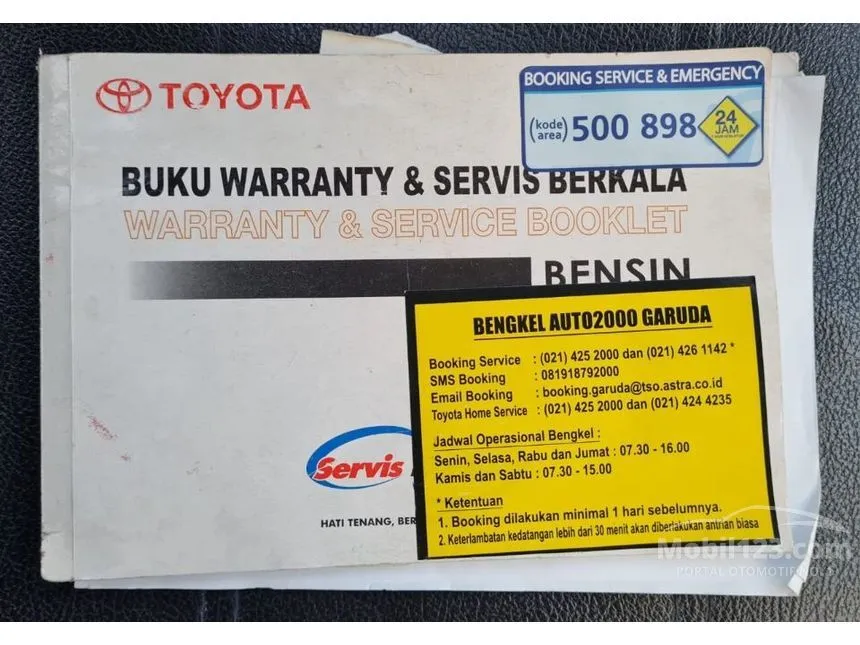 TOYOTA
BOOKING SERVICE & EMERGENCY
(kode area) 500 898
24 JAM
BUKU WARRANTY & SERVIS BERKALA
WARRANTY & SERVICE BOOKLET
BENSIN
BENGKEL AUTO2000 GARUDA
Booking Service : (021) 425 2000 dan (021) 426 1142 *
SMS Booking : 081918792000
Email Booking : booking.garuda@tso.astra.co.id
Toyota Home Service : (021) 425 2000 dan (021) 424 4235
Jadwal Operasional Bengkel :
Senin, Selasa, Rabu dan Jumat : 07.30 - 16.00
Kamis dan Sabtu : 07.30 - 15.00
* Ketentuan
1. Booking dilakukan minimal 1 hari sebelumnya.
2. Keterlambatan kedatangan lebih dari 30 menit akan diberlakukan antrian biasa
Servis
HATI TENANG, BER
Mobil123.com
PORTAL OTOMOTIF NO.1